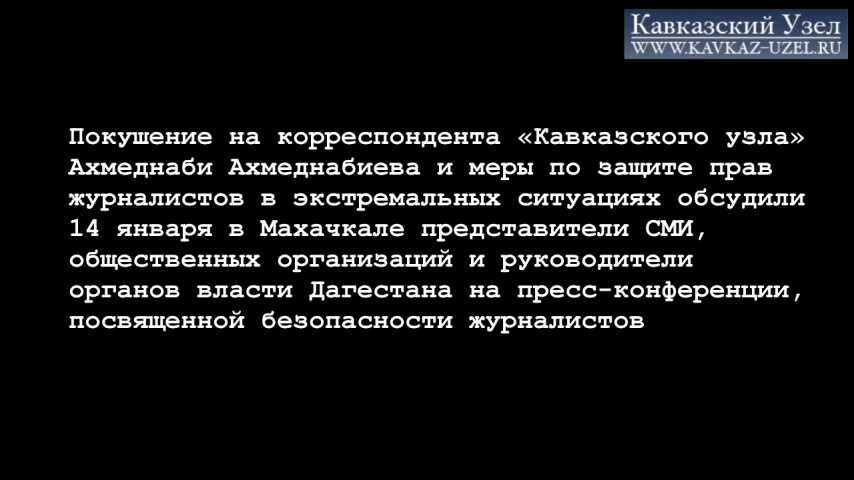 Кавказский Узел
WWW.KAVKAZ-UZEL.RU
Покушение на корреспондента «Кавказского узла»
Ахмеднаби Ахмеднабиева и меры по защите прав
журналистов в экстремальных ситуациях обсудили
14 января в Махачкале представители СМИ,
общественных организаций и руководители
органов власти Дагестана на пресс-конференции,
посвященной безопасности журналистов